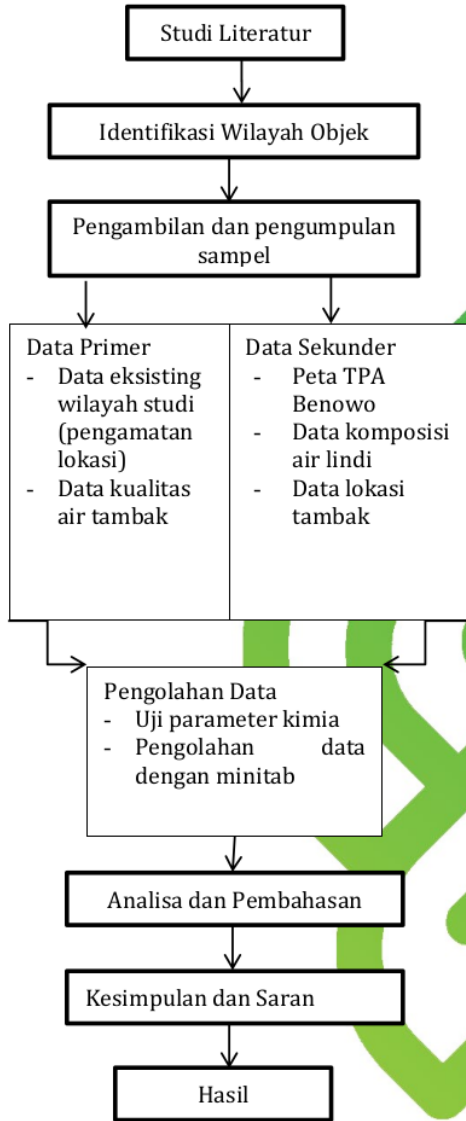 Studi Literatur
Identifikasi Wilayah Objek
Pengambilan dan pengumpulan
sampel
Data Primer
- Data eksisting
wilayah studi
(pengamatan
lokasi)
- Data kualitas
air tambak
Data Sekunder
- Peta TPA
Benowo
- Data komposisi
air lindi
- Data lokasi
tambak
Pengolahan Data
- Uji parameter kimia
- Pengolahan data
dengan minitab
Analisa dan Pembahasan
Kesimpulan dan Saran
Hasil